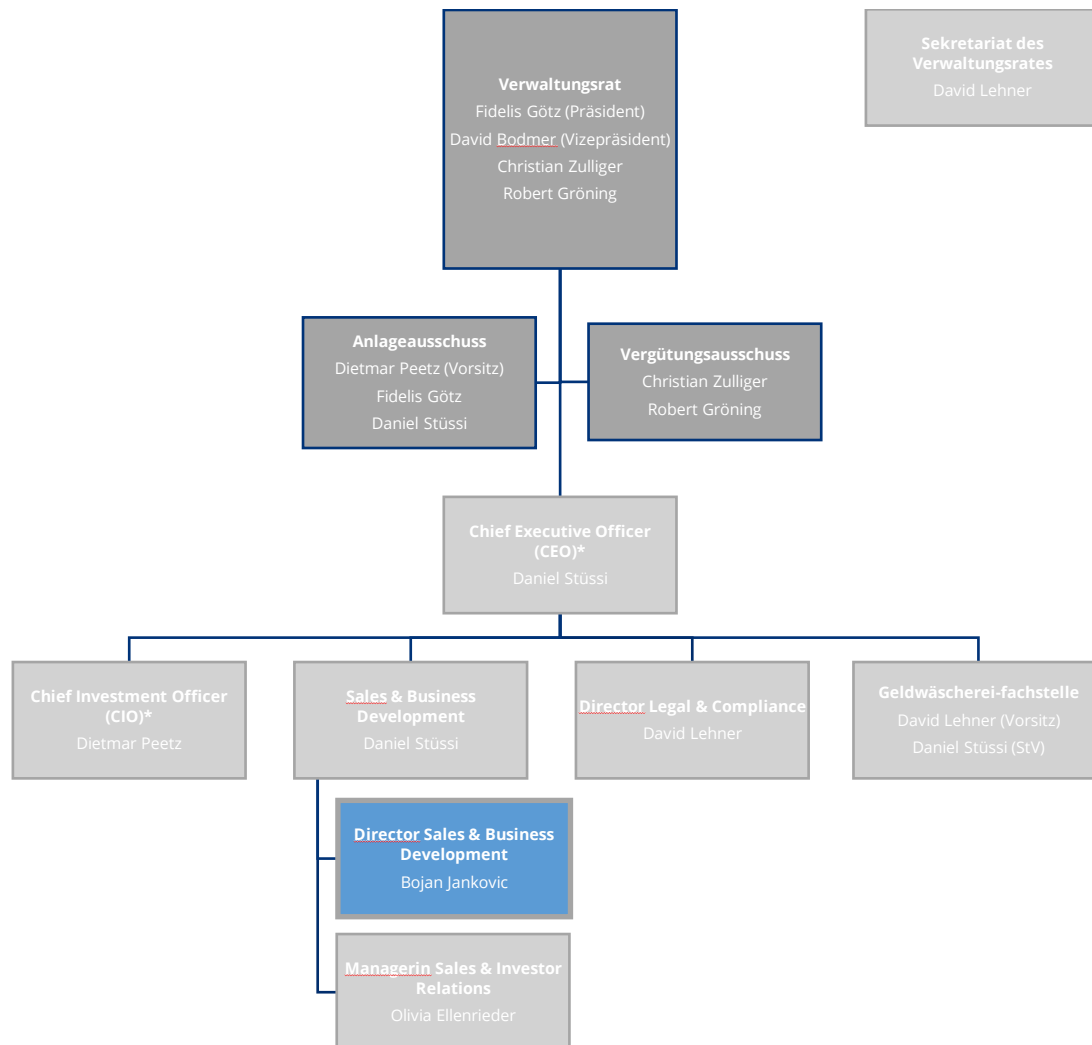 Verwaltungsrat
Fidelis Götz (Präsident)
David Bodmer (Vizepräsident)
Christian Zulliger
Robert Gröning
Sekretariat des
Verwaltungsrates
David Lehner
Anlageausschuss
Dietmar Peetz (Vorsitz)
Fidelis Götz
Daniel Stüssi
Vergütungsausschuss
Christian Zulliger
Robert Gröning
Chief Executive Officer
(CEO)*
Daniel Stüssi
Chief Investment Officer
(CIO)*
Dietmar Peetz
Sales & Business
Development
Daniel Stüssi
Director Legal & Compliance
David Lehner
Geldwäscherei-fachstelle
David Lehner (Vorsitz)
Daniel Stüssi (StV)
Director Sales & Business
Development
Bojan Jankovic
Managerin Sales & Investor
Relations
Olivia Ellenrieder